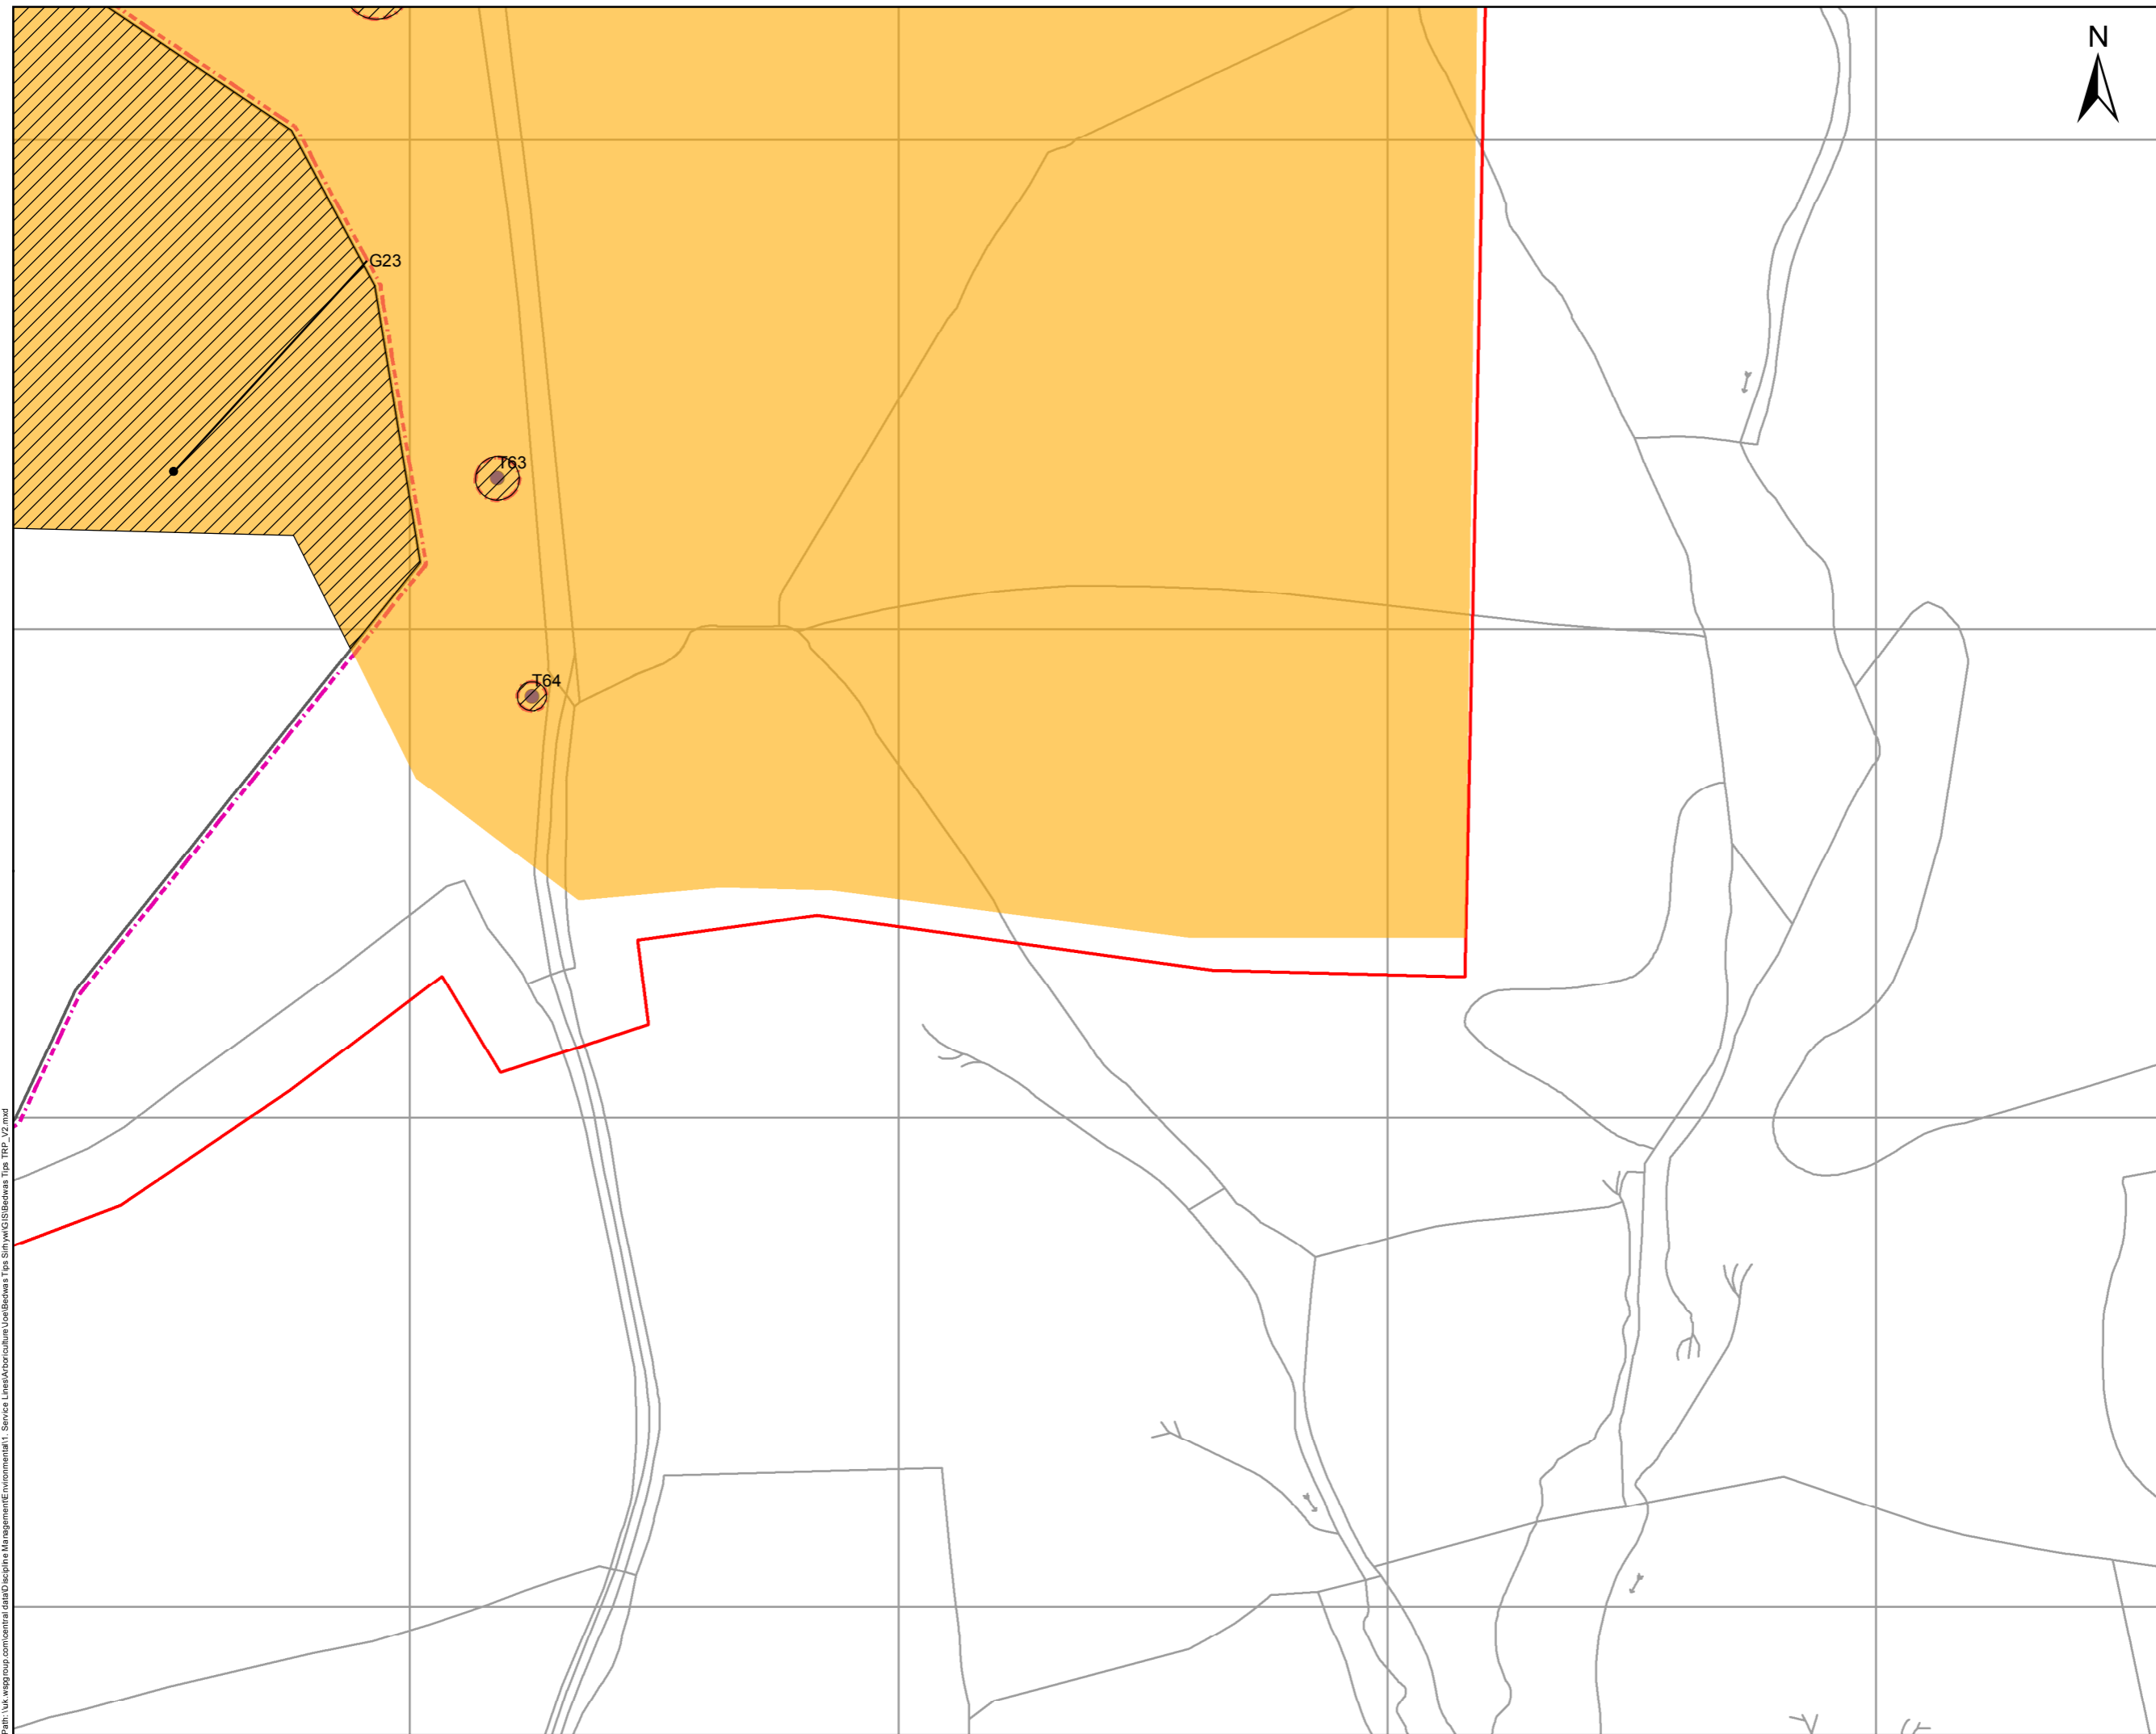 N
G23
T63
T64
Path: \\uk.wspgroup.com\central data\Discipline Management\Environmental\1. Service Lines\Arboriculture\Joe\Bedwas Tips Sirhywi\GIS\Bedwas Tips TRP_V2.mxd